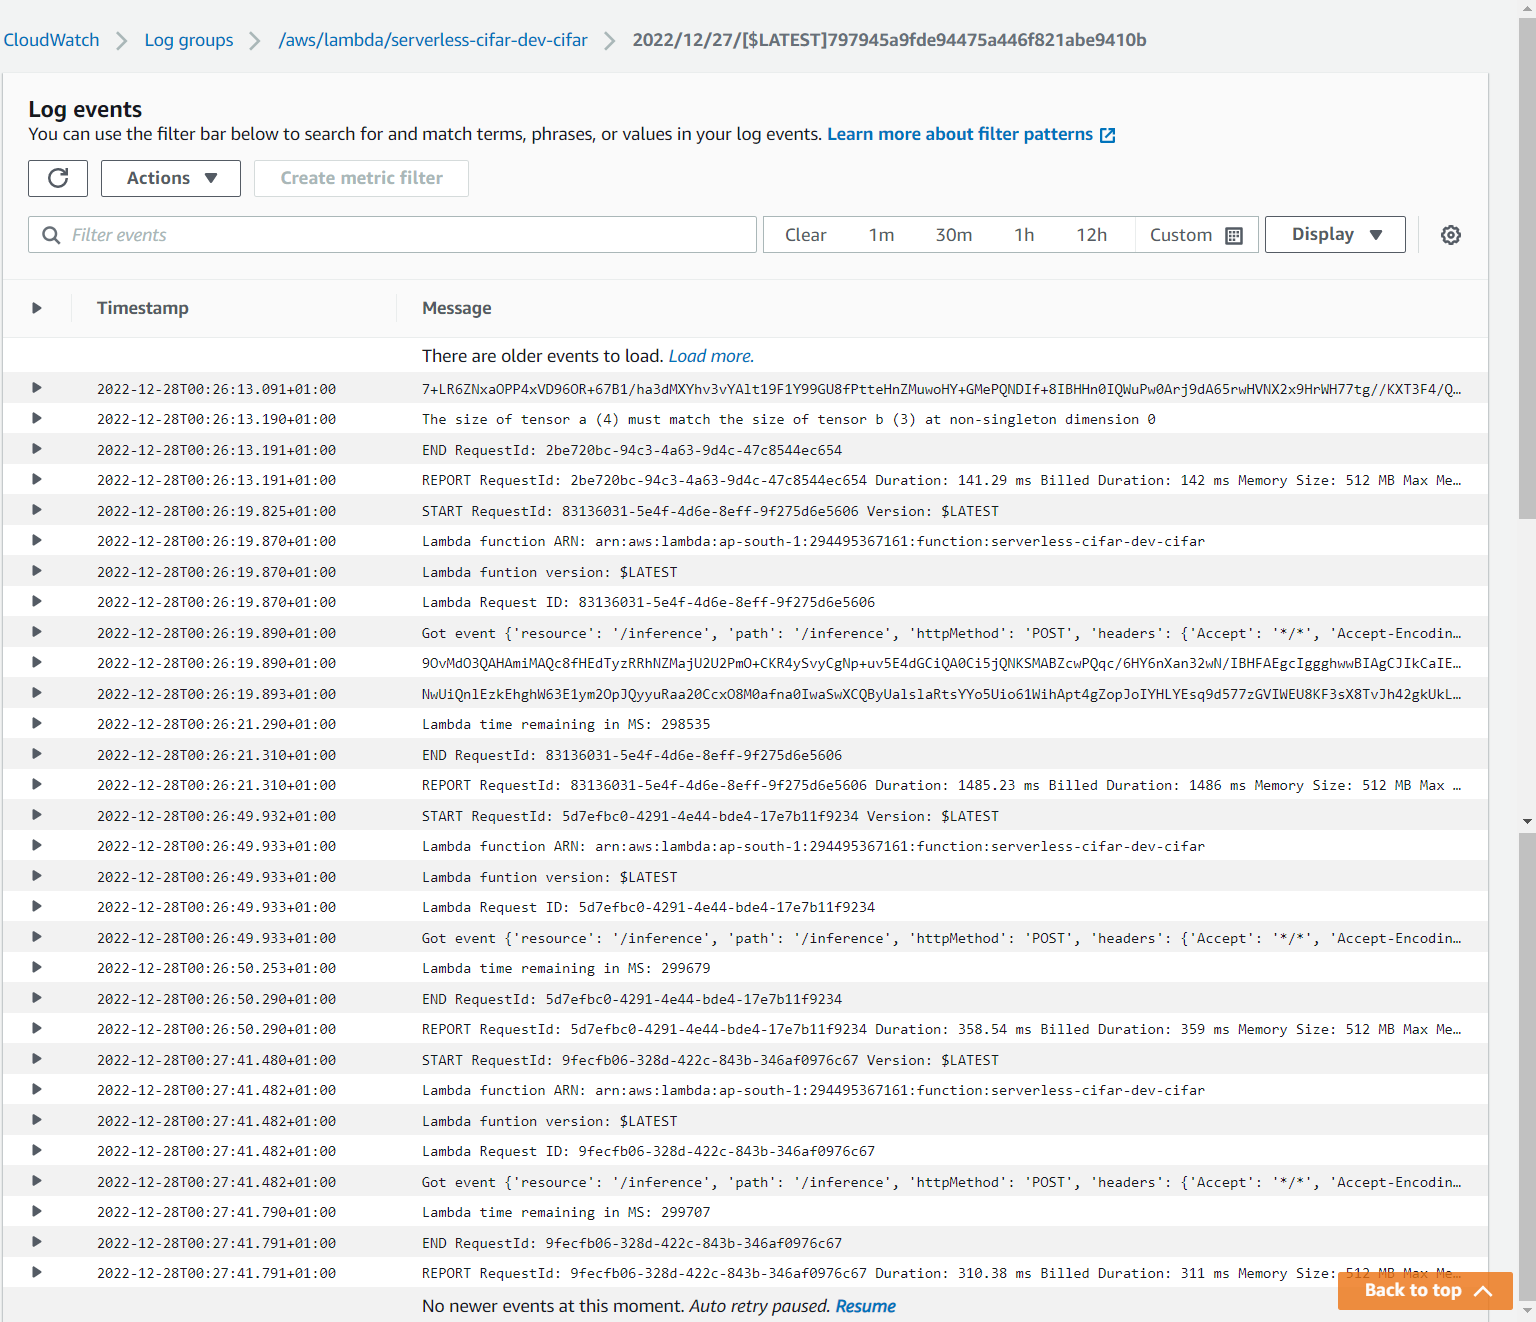 CloudWatch > Log groups > /aws/lambda/serverless-cifar-dev-cifar > 2022/12/27/[$LATEST]797945a9fde94475a446f821abe9410b
Log events
You can use the filter bar below to search for and match terms, phrases, or values in your log events. Learn more about filter patterns
Actions Create metric filter
Filter events Clear 1m 30m 1h 12h Custom Display
Timestamp Message
There are older events to load. Load more.
2022-12-28T00:26:13.091+01:00 7+LR6ZNxaOPP4xVD96OR+67B1/ha3dMXYhv3vYAlt19F1Y99GU8fPtteHnZMuwoHY+GMePQNDIf+8IBHHn0IQWuPw0Arj9dA65rwHVNX2x9HrWH77tg//KXT3F4/Q…
2022-12-28T00:26:13.190+01:00 The size of tensor a (4) must match the size of tensor b (3) at non-singleton dimension 0
2022-12-28T00:26:13.191+01:00 END RequestId: 2be720bc-94c3-4a63-9d4c-47c8544ec654
2022-12-28T00:26:13.191+01:00 REPORT RequestId: 2be720bc-94c3-4a63-9d4c-47c8544ec654 Duration: 141.29 ms Billed Duration: 142 ms Memory Size: 512 MB Max Me…
2022-12-28T00:26:19.825+01:00 START RequestId: 83136031-5e4f-4d6e-8eff-9f275d6e5606 Version: $LATEST
2022-12-28T00:26:19.870+01:00 Lambda function ARN: arn:aws:lambda:ap-south-1:294495367161:function:serverless-cifar-dev-cifar
2022-12-28T00:26:19.870+01:00 Lambda funtion version: $LATEST
2022-12-28T00:26:19.870+01:00 Lambda Request ID: 83136031-5e4f-4d6e-8eff-9f275d6e5606
2022-12-28T00:26:19.890+01:00 Got event {'resource': '/inference', 'path': '/inference', 'httpMethod': 'POST', 'headers': {'Accept': '*/*', 'Accept-Encodin…
2022-12-28T00:26:19.890+01:00 9OvMdO3QAHAmiMAQc8fHEdTyzRRhNZMajU2U2PmO+CKR4ySvyCgNp+uv5E4dGCiQA0Ci5jQNKSMABZcwPQqc/6HY6nXan32wN/IBHFAEgcIggghwwBIAgCJIkCaIE…
2022-12-28T00:26:19.893+01:00 NwUiQnlEzkEhghW63E1ym2OpJQyyuRaa20CcxO8M0afna0IwaSwXCQByUalslaRtsYYo5Uio61WihApt4gZopJoIYHLYEsq9d577zGVIWEU8KF3sX8TvJh42gkUkL…
2022-12-28T00:26:21.290+01:00 Lambda time remaining in MS: 298535
2022-12-28T00:26:21.310+01:00 END RequestId: 83136031-5e4f-4d6e-8eff-9f275d6e5606
2022-12-28T00:26:21.310+01:00 REPORT RequestId: 83136031-5e4f-4d6e-8eff-9f275d6e5606 Duration: 1485.23 ms Billed Duration: 1486 ms Memory Size: 512 MB Max …
2022-12-28T00:26:49.932+01:00 START RequestId: 5d7efbc0-4291-4e44-bde4-17e7b11f9234 Version: $LATEST
2022-12-28T00:26:49.933+01:00 Lambda function ARN: arn:aws:lambda:ap-south-1:294495367161:function:serverless-cifar-dev-cifar
2022-12-28T00:26:49.933+01:00 Lambda funtion version: $LATEST
2022-12-28T00:26:49.933+01:00 Lambda Request ID: 5d7efbc0-4291-4e44-bde4-17e7b11f9234
2022-12-28T00:26:49.933+01:00 Got event {'resource': '/inference', 'path': '/inference', 'httpMethod': 'POST', 'headers': {'Accept': '*/*', 'Accept-Encodin…
2022-12-28T00:26:50.253+01:00 Lambda time remaining in MS: 299679
2022-12-28T00:26:50.290+01:00 END RequestId: 5d7efbc0-4291-4e44-bde4-17e7b11f9234
2022-12-28T00:26:50.290+01:00 REPORT RequestId: 5d7efbc0-4291-4e44-bde4-17e7b11f9234 Duration: 358.54 ms Billed Duration: 359 ms Memory Size: 512 MB Max Me…
2022-12-28T00:27:41.480+01:00 START RequestId: 9fecfb06-328d-422c-843b-346af0976c67 Version: $LATEST
2022-12-28T00:27:41.482+01:00 Lambda function ARN: arn:aws:lambda:ap-south-1:294495367161:function:serverless-cifar-dev-cifar
2022-12-28T00:27:41.482+01:00 Lambda funtion version: $LATEST
2022-12-28T00:27:41.482+01:00 Lambda Request ID: 9fecfb06-328d-422c-843b-346af0976c67
2022-12-28T00:27:41.482+01:00 Got event {'resource': '/inference', 'path': '/inference', 'httpMethod': 'POST', 'headers': {'Accept': '*/*', 'Accept-Encodin…
2022-12-28T00:27:41.790+01:00 Lambda time remaining in MS: 299707
2022-12-28T00:27:41.791+01:00 END RequestId: 9fecfb06-328d-422c-843b-346af0976c67
2022-12-28T00:27:41.791+01:00 REPORT RequestId: 9fecfb06-328d-422c-843b-346af0976c67 Duration: 310.38 ms Billed Duration: 311 ms Memory Size: 512 MB Max Me…
Back to top
No newer events at this moment. Auto retry paused. Resume